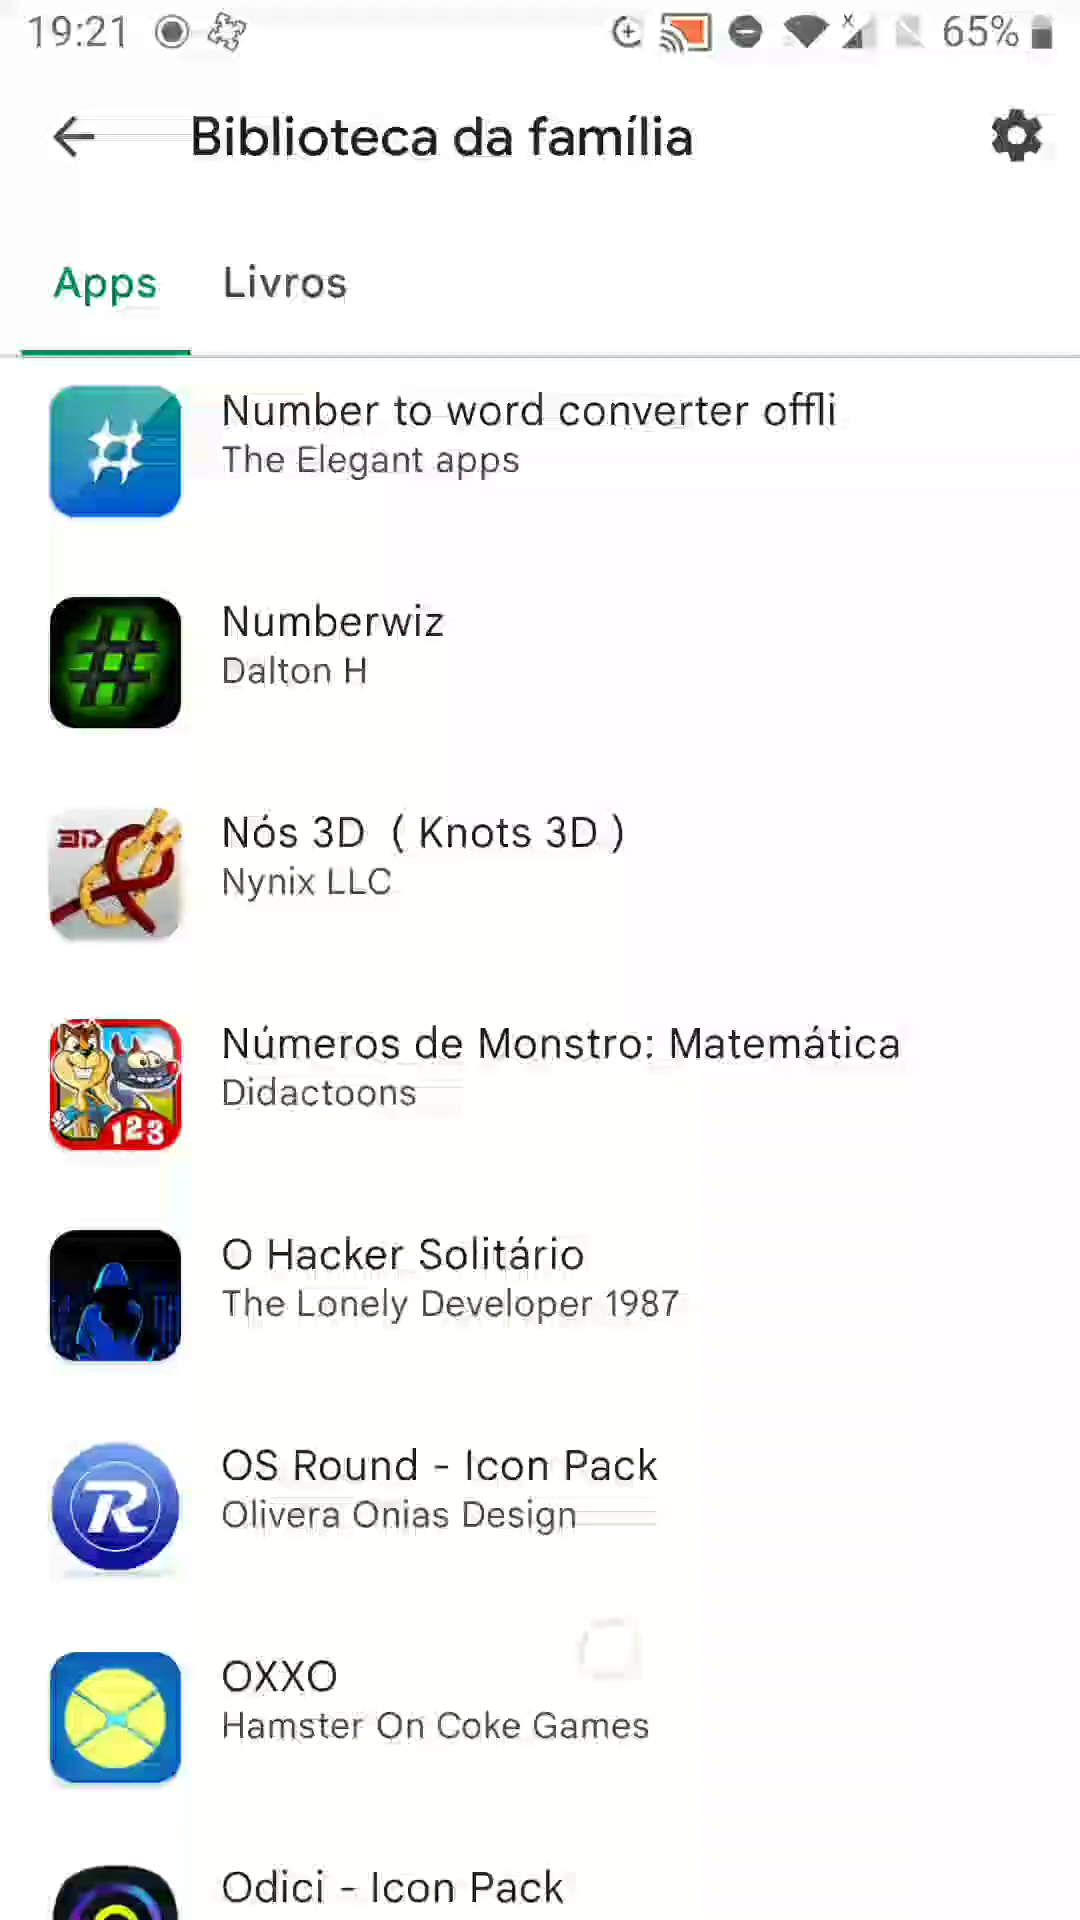 19:21
65%
Biblioteca da família
Apps
Livros
Number to word converter offli
The Elegant apps
#
Numberwiz
Dalton H
3D
Nós 3D ( Knots 3D )
Nynix LLC
Números de Monstro: Matemática
Didactoons
123
O Hacker Solitário
The Lonely Developer 1987
R
OS Round - Icon Pack
Olivera Onias Design
OXXO
Hamster On Coke Games
Odici - Icon Pack